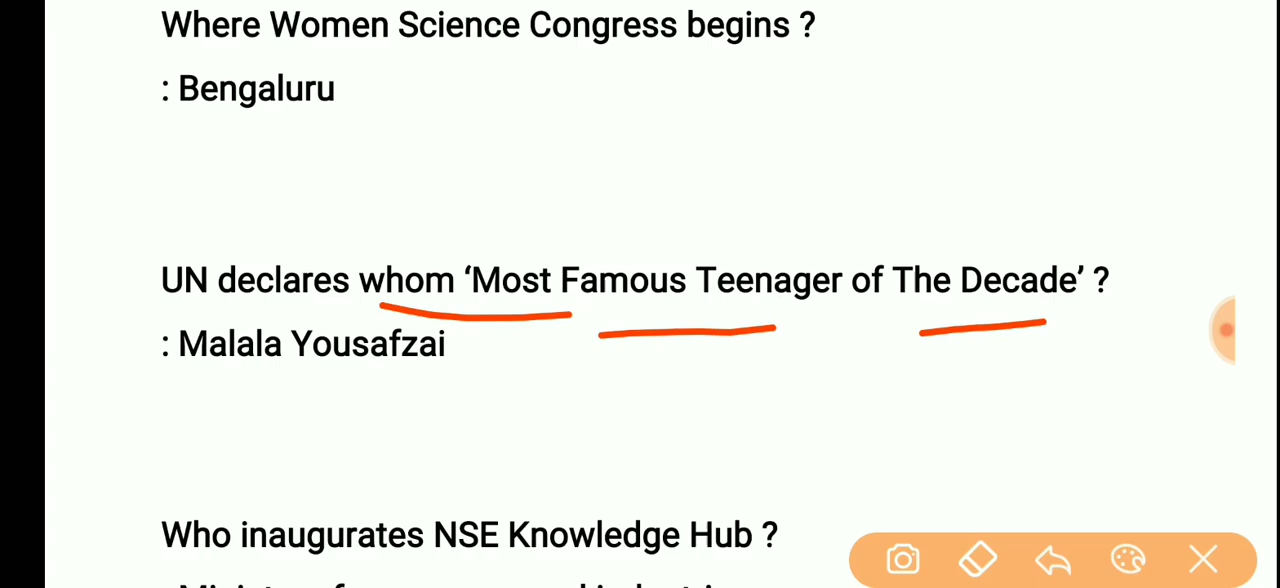 Where Women Science Congress begins ?
: Bengaluru
UN declares whom ‘Most Famous Teenager of The Decade’ ?
: Malala Yousafzai
Who inaugurates NSE Knowledge Hub ?